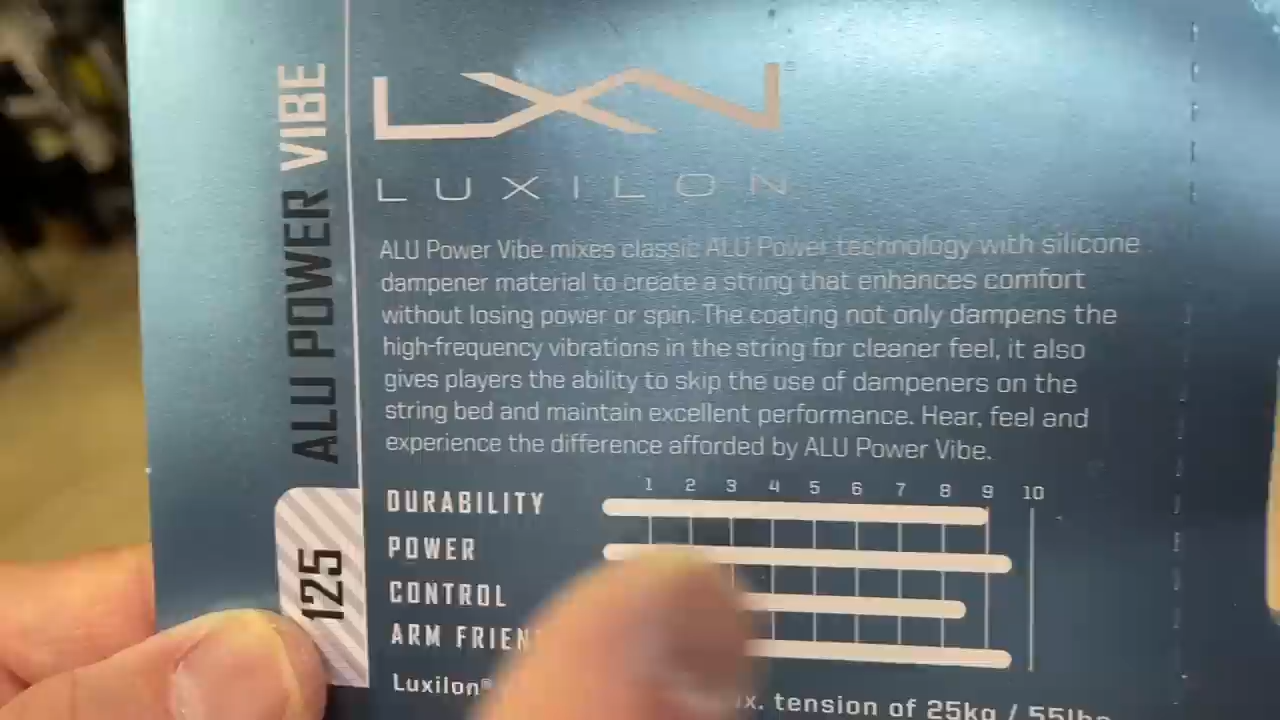 ALU POWER VIBE
125
LXN
LUXILON
ALU Power Vibe mixes classic ALU Power technology with silicone
dampener material to create a string that enhances comfort
without losing power or spin. The coating not only dampens the
high-frequency vibrations in the string for cleaner feel, it also
gives players the ability to skip the use of dampeners on the
string bed and maintain excellent performance. Hear, feel and
experience the difference afforded by ALU Power Vibe.
1 2 3 4 5 6 7 8 9 10
DURABILITY
POWER
CONTROL
ARM
Luxilon® tension of 25kg / 55lbs